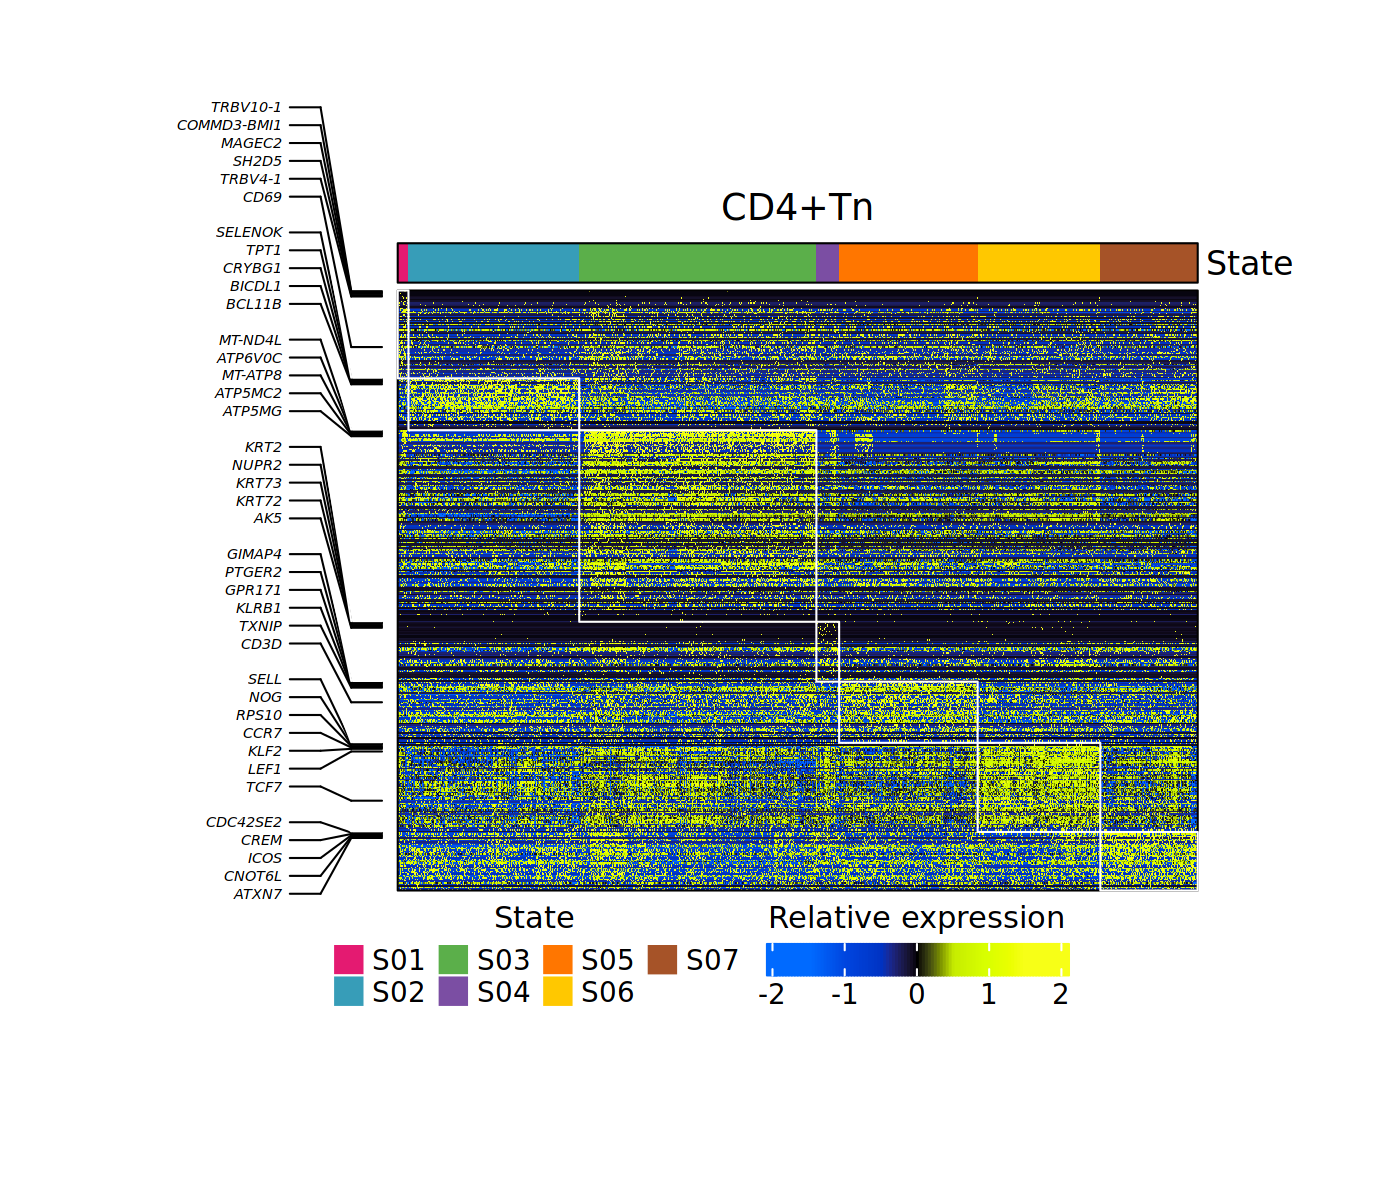 TRBV10-1
COMMD3-BMI1
MAGEC2
SH2D5
TRBV4-1
CD69
SELENOK
TPT1
CRYBG1
BICDL1
BCL11B
MT-ND4L
ATP6V0C
MT-ATP8
ATP5MC2
ATP5MG
KRT2
NUPR2
KRT73
KRT72
AK5
GIMAP4
PTGER2
GPR171
KLRB1
TXNIP
CD3D
SELL
NOG
RPS10
CCR7
KLF2
LEF1
TCF7
CDC42SE2
CREM
ICOS
CNOT6L
ATXN7
CD4+Tn
State
State
S01 S03 S05 S07
S02 S04 S06
Relative expression
-2 -1 0 1 2